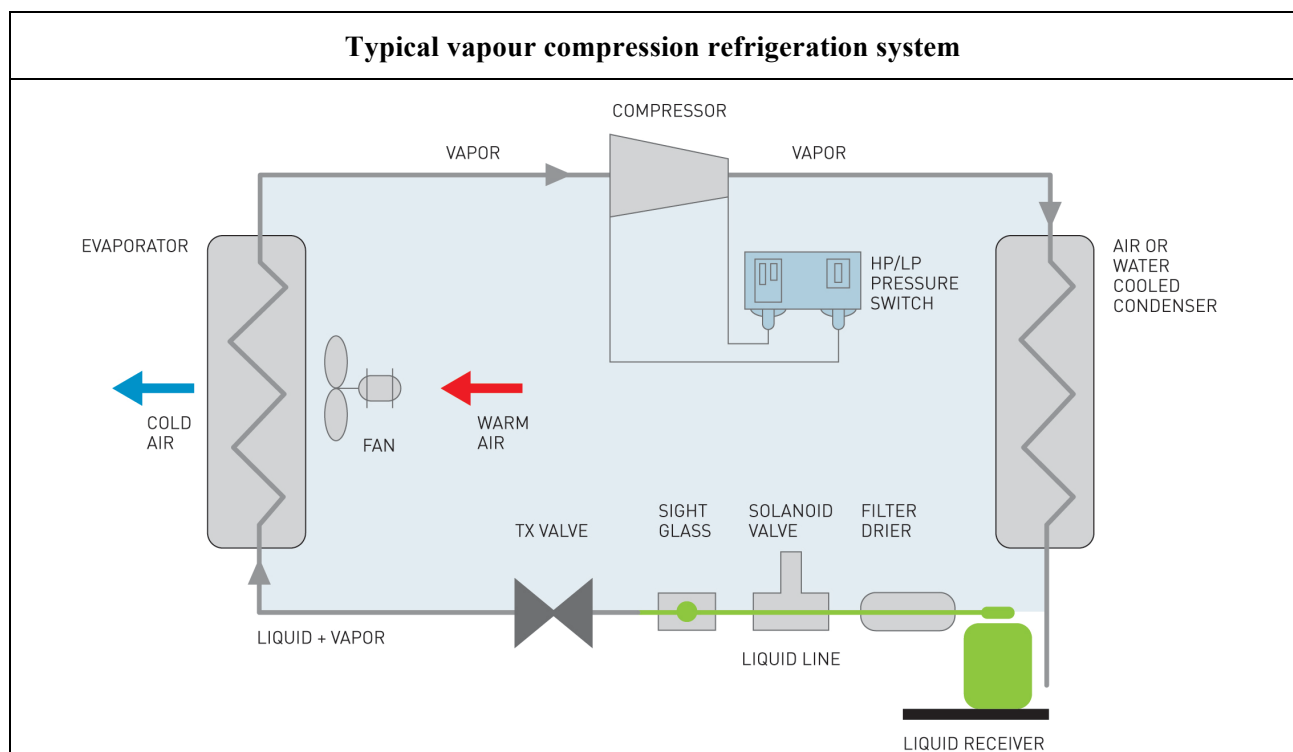 Typical vapour compression refrigeration system
COMPRESSOR
VAPOR
VAPOR
EVAPORATOR
HP/LP
PRESSURE
SWITCH
AIR OR
WATER
COOLED
CONDENSER
COLD
AIR
FAN
WARM
AIR
TX VALVE
SIGHT
GLASS
SOLANOID
VALVE
FILTER
DRIER
LIQUID + VAPOR
LIQUID LINE
LIQUID RECEIVER